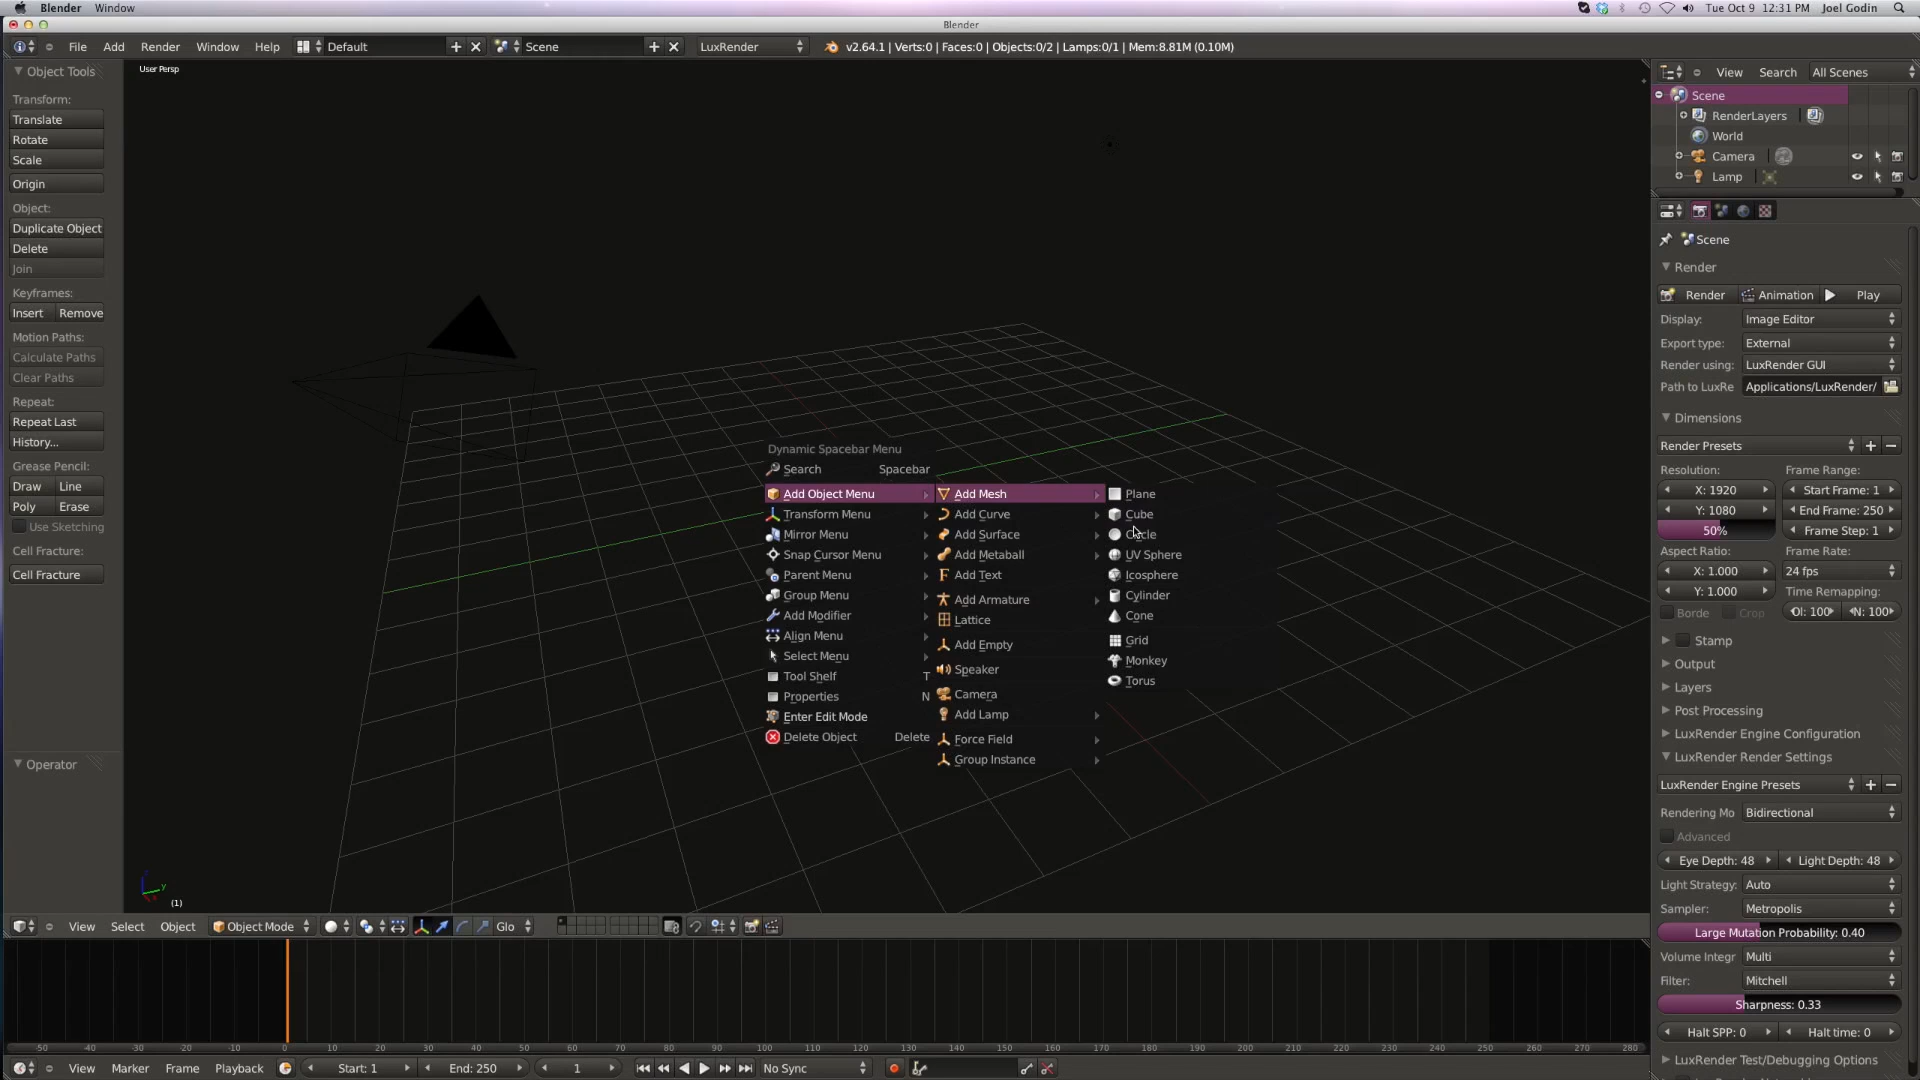 Blender Window Tue Oct 9 12:31 PM Joel Godin
Blender
File Add Render Window Help Default Scene LuxRender v2.64.1 | Verts:0 | Faces:0 | Objects:0/2 | Lamps:0/1 | Mem:8.81M (0.10M)
Object Tools
Transform:
Translate
Rotate
Scale
Origin
Object:
Duplicate Object
Delete
Join
Keyframes:
Insert Remove
Motion Paths:
Calculate Paths
Clear Paths
Repeat:
Repeat Last
History...
Grease Pencil:
Draw Line
Poly Erase
Use Sketching
Cell Fracture:
Cell Fracture
Operator
User Persp
Dynamic Spacebar Menu
Search Spacebar
Add Object Menu
Transform Menu
Mirror Menu
Snap Cursor Menu
Parent Menu
Group Menu
Add Modifier
Align Menu
Select Menu
Tool Shelf T
Properties N
Enter Edit Mode
Delete Object Delete
Add Mesh
Add Curve
Add Surface
Add Metaball
Add Text
Add Armature
Lattice
Add Empty
Speaker
Camera
Add Lamp
Force Field
Group Instance
Plane
Cube
Circle
UV Sphere
Icosphere
Cylinder
Cone
Grid
Monkey
Torus
y
(1)
View Select Object Object Mode Glo
-50 -40 -30 -20 -10 0 10 20 30 40 50 60 70 80 90 100 110 120 130 140 150 160 170 180 190 200 210 220 230 240 250 260 270 280
View Marker Frame Playback Start: 1 End: 250 1 No Sync
View Search All Scenes
Scene
RenderLayers
World
Camera
Lamp
Scene
Render
Render Animation Play
Display: Image Editor
Export type: External
Render using: LuxRender GUI
Path to LuxRe Applications/LuxRender/
Dimensions
Render Presets
Resolution: Frame Range:
X: 1920 Start Frame: 1
Y: 1080 End Frame: 250
50% Frame Step: 1
Aspect Ratio: Frame Rate:
X: 1.000 24 fps
Y: 1.000 Time Remapping:
Borde Crop Ol: 100 N: 100
Stamp
Output
Layers
Post Processing
LuxRender Engine Configuration
LuxRender Render Settings
LuxRender Engine Presets
Rendering Mo Bidirectional
Advanced
Eye Depth: 48 Light Depth: 48
Light Strategy: Auto
Sampler: Metropolis
Large Mutation Probability: 0.40
Volume Integr Multi
Filter: Mitchell
Sharpness: 0.33
Halt SPP: 0 Halt time: 0
LuxRender Test/Debugging Options